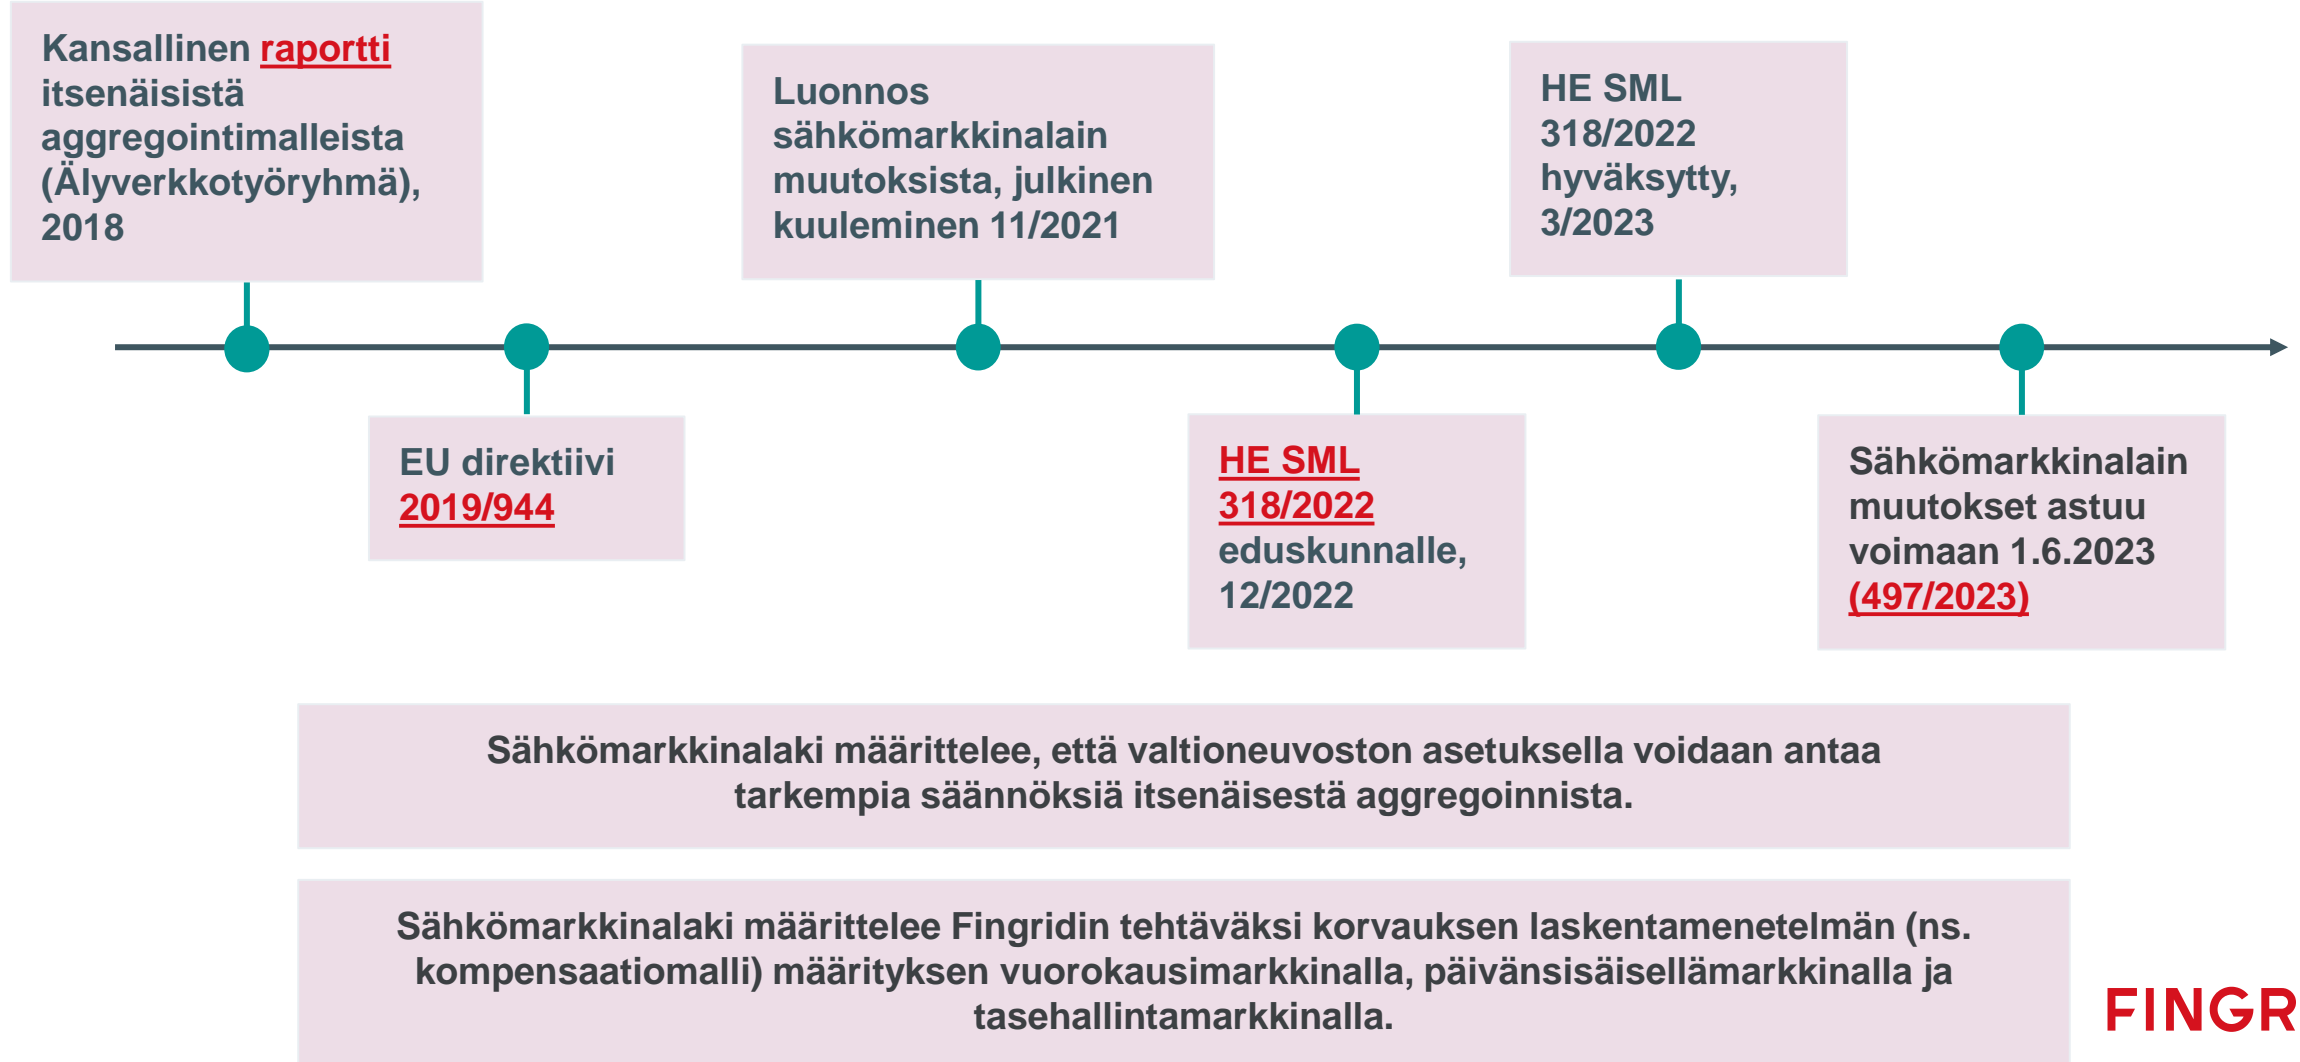 Kansallinen raportti
itsenäisistä
aggregointimalleista
(Älyverkkotyöryhmä),
2018
EU direktiivi
2019/944
Luonnos
sähkömarkkinalain
muutoksista, julkinen
kuuleminen 11/2021
HE SML
318/2022
eduskunnalle,
12/2022
HE SML
318/2022
hyväksytty,
3/2023
Sähkömarkkinalain
muutokset astuu
voimaan 1.6.2023
(497/2023)
Sähkömarkkinalaki määrittelee, että valtioneuvoston asetuksella voidaan antaa
tarkempia säännöksiä itsenäisestä aggregoinnista.
Sähkömarkkinalaki määrittelee Fingridin tehtäväksi korvauksen laskentamenetelmän (ns.
kompensaatiomalli) määrityksen vuorokausimarkkinalla, päivänsisäisellämarkkinalla ja
tasehallintamarkkinalla.
FINGR